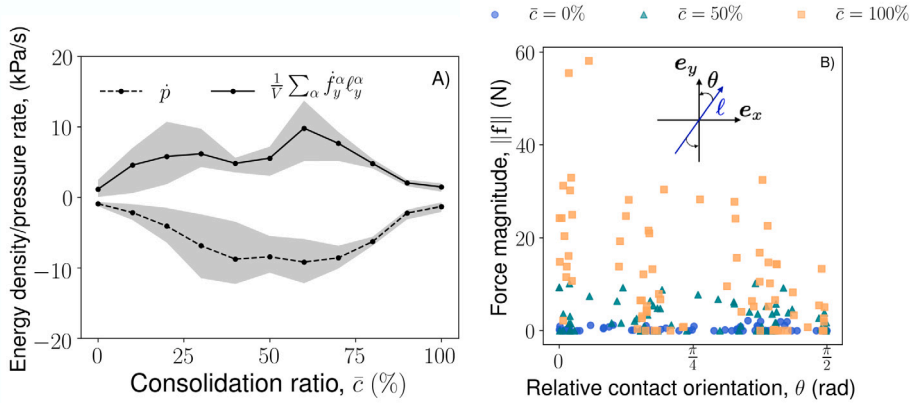 c̄ = 0% c̄ = 50% c̄ = 100%
A)
ṗ
1/V ∑α ḟyα ℓyα
Energy density/pressure rate, (kPa/s)
20
10
0
−10
−20
0 25 50 75 100
Consolidation ratio, c̄ (%)
B)
ey
θ
ℓ
ex
Force magnitude, ||f|| (N)
60
40
20
0
0 π/4 π/2
Relative contact orientation, θ (rad)